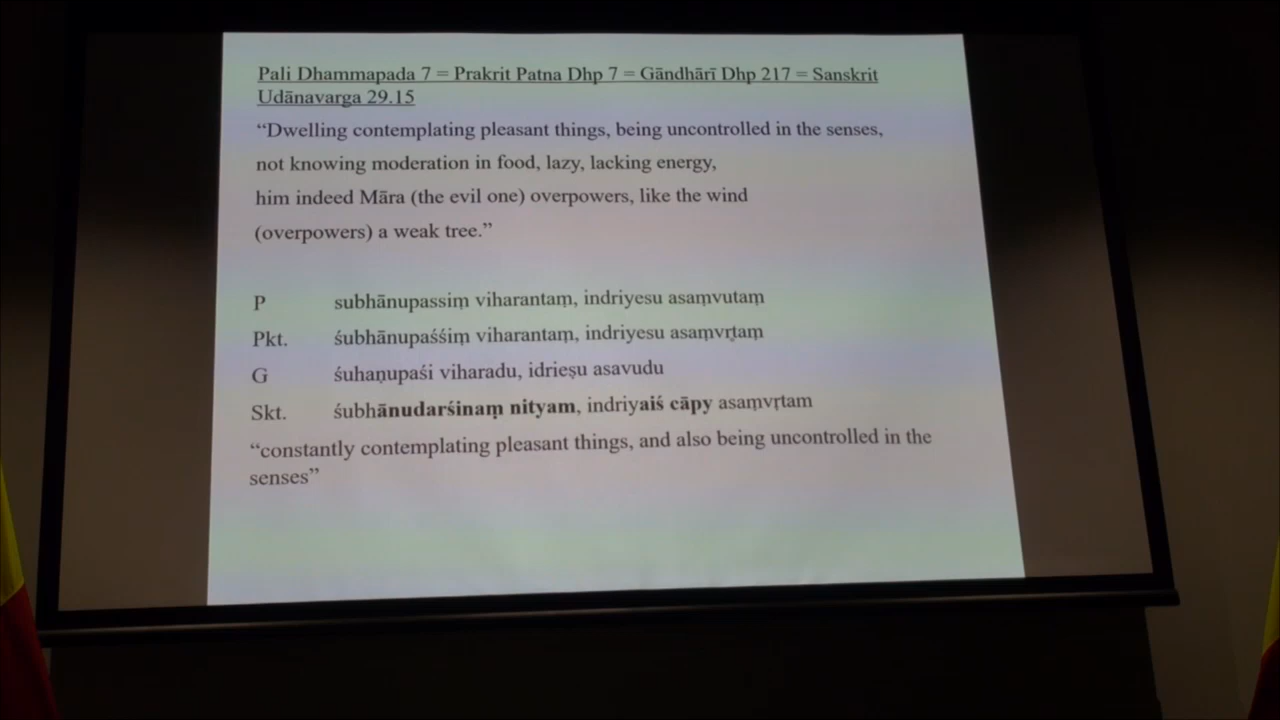 Pali Dhammapada 7 = Prakrit Patna Dhp 7 = Gāndhārī Dhp 217 = Sanskrit
Udānavarga 29.15
“Dwelling contemplating pleasant things, being uncontrolled in the senses,
not knowing moderation in food, lazy, lacking energy,
him indeed Māra (the evil one) overpowers, like the wind
(overpowers) a weak tree.”
P subhānupassiṃ viharantaṃ, indriyesu asaṃvutaṃ
Pkt. śubhānupaśśiṃ viharantaṃ, indriyesu asaṃvṛtaṃ
G śuhaṇupaśi viharadu, idrieṣu asavudu
Skt. śubhānudarśinaṃ nityam, indriyaiś cāpy asaṃvṛtam
“constantly contemplating pleasant things, and also being uncontrolled in the
senses”